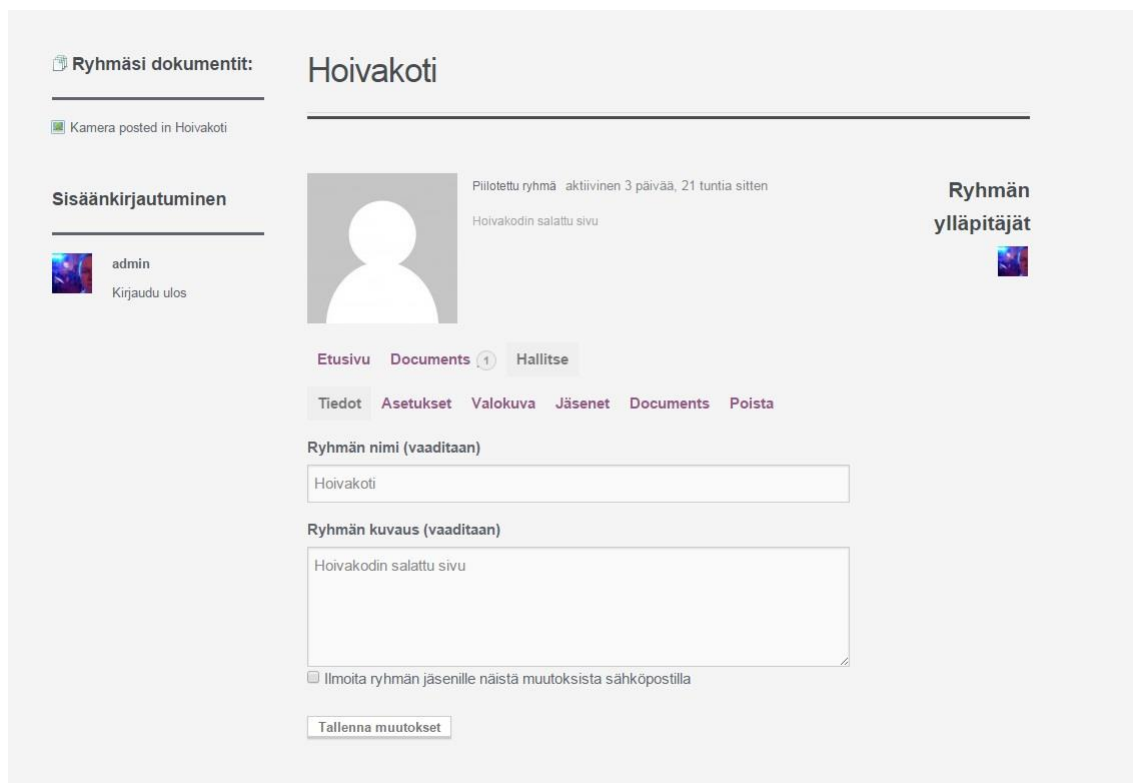 Ryhmäsi dokumentit:
Kamera posted in Hoivakoti
Sisäänkirjautuminen
admin
Kirjaudu ulos
Hoivakoti
Piilotettu ryhmä aktiivinen 3 päivää, 21 tuntia sitten
Hoivakodin salattu sivu
Ryhmän
ylläpitäjät
Etusivu Documents 1 Hallitse
Tiedot Asetukset Valokuva Jäsenet Documents Poista
Ryhmän nimi (vaaditaan)
Hoivakoti
Ryhmän kuvaus (vaaditaan)
Hoivakodin salattu sivu
Ilmoita ryhmän jäsenille näistä muutoksista sähköpostilla
Tallenna muutokset